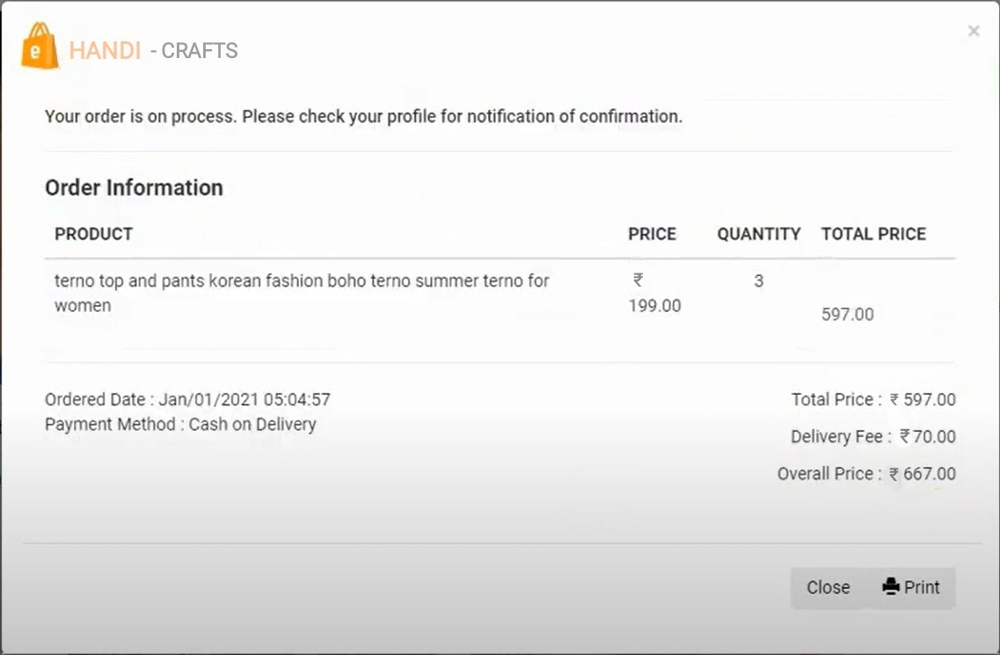 e
HANDI - CRAFTS
×
Your order is on process. Please check your profile for notification of confirmation.
Order Information
PRODUCT PRICE QUANTITY TOTAL PRICE
terno top and pants korean fashion boho terno summer terno for ₹ 3
women 199.00 597.00
Ordered Date : Jan/01/2021 05:04:57 Total Price : ₹ 597.00
Payment Method : Cash on Delivery
Delivery Fee : ₹ 70.00
Overall Price : ₹ 667.00
Close Print